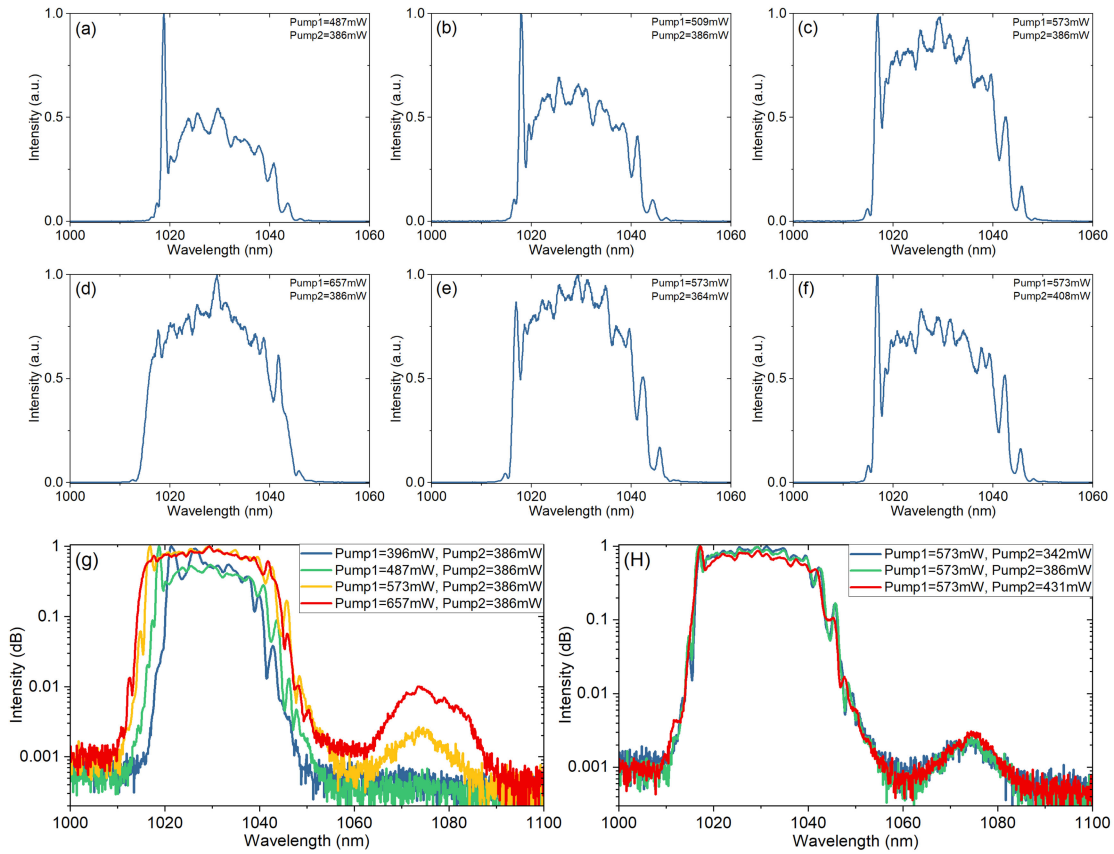 (a)
Pump1=487mW
Pump2=386mW
1.0
0.5
0.0
Intensity (a.u.)
1000
1020
1040
1060
Wavelength (nm)
(b)
Pump1=509mW
Pump2=386mW
1.0
0.5
0.0
Intensity (a.u.)
1000
1020
1040
1060
Wavelength (nm)
(c)
Pump1=573mW
Pump2=386mW
1.0
0.5
0.0
Intensity (a.u.)
1000
1020
1040
1060
Wavelength (nm)
(d)
Pump1=657mW
Pump2=386mW
1.0
0.5
0.0
Intensity (a.u.)
1000
1020
1040
1060
Wavelength (nm)
(e)
Pump1=573mW
Pump2=364mW
1.0
0.5
0.0
Intensity (a.u.)
1000
1020
1040
1060
Wavelength (nm)
(f)
Pump1=573mW
Pump2=408mW
1.0
0.5
0.0
Intensity (a.u.)
1000
1020
1040
1060
Wavelength (nm)
(g)
Pump1=396mW, Pump2=386mW
Pump1=487mW, Pump2=386mW
Pump1=573mW, Pump2=386mW
Pump1=657mW, Pump2=386mW
1
0.1
0.01
0.001
Intensity (dB)
1000
1020
1040
1060
1080
1100
Wavelength (nm)
(H)
Pump1=573mW, Pump2=342mW
Pump1=573mW, Pump2=386mW
Pump1=573mW, Pump2=431mW
1
0.1
0.01
0.001
Intensity (dB)
1000
1020
1040
1060
1080
1100
Wavelength (nm)